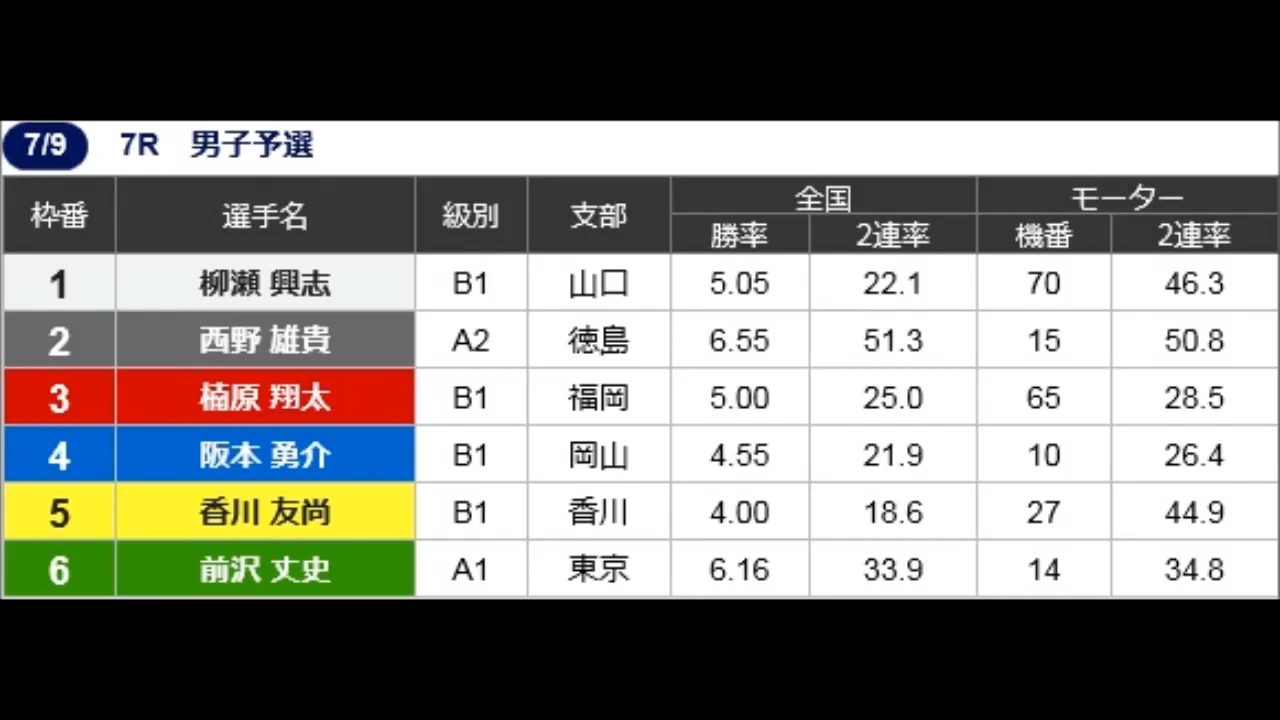 7/9 7R 男子予選
枠番 選手名 級別 支部 全国 モーター
勝率 2連率 機番 2連率
1 柳瀬 興志 B1 山口 5.05 22.1 70 46.3
2 西野 雄貴 A2 徳島 6.55 51.3 15 50.8
3 楠原 翔太 B1 福岡 5.00 25.0 65 28.5
4 阪本 勇介 B1 岡山 4.55 21.9 10 26.4
5 香川 友尚 B1 香川 4.00 18.6 27 44.9
6 前沢 丈史 A1 東京 6.16 33.9 14 34.8